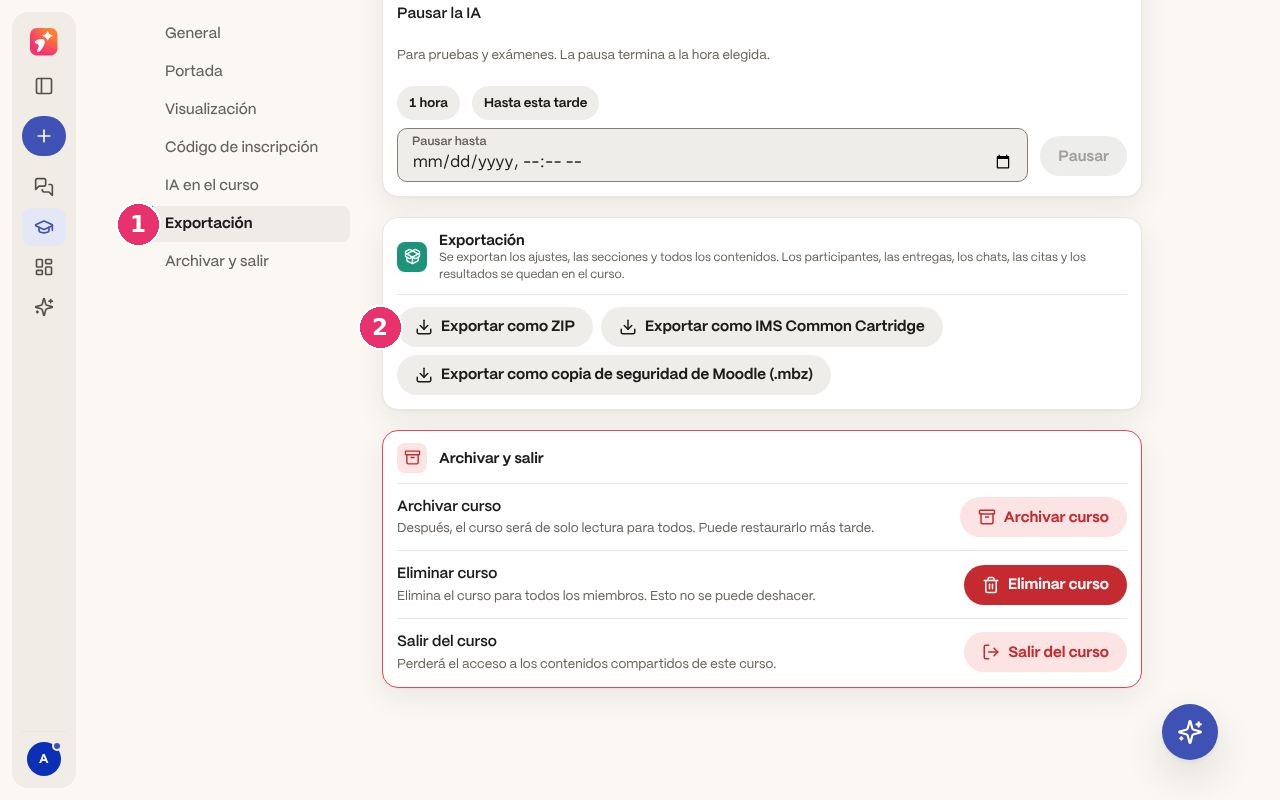 General
Portada
Visualización
Código de inscripción
IA en el curso
1
Exportación
Archivar y salir
A
Pausar la IA
Para pruebas y exámenes. La pausa termina a la hora elegida.
1 hora
Hasta esta tarde
Pausar hasta
mm/dd/yyyy, --:-- --
Pausar
Exportación
Se exportan los ajustes, las secciones y todos los contenidos. Los participantes, las entregas, los chats, las citas y los
resultados se quedan en el curso.
2
Exportar como ZIP
Exportar como IMS Common Cartridge
Exportar como copia de seguridad de Moodle (.mbz)
Archivar y salir
Archivar curso
Después, el curso será de solo lectura para todos. Puede restaurarlo más tarde.
Archivar curso
Eliminar curso
Elimina el curso para todos los miembros. Esto no se puede deshacer.
Eliminar curso
Salir del curso
Perderá el acceso a los contenidos compartidos de este curso.
Salir del curso